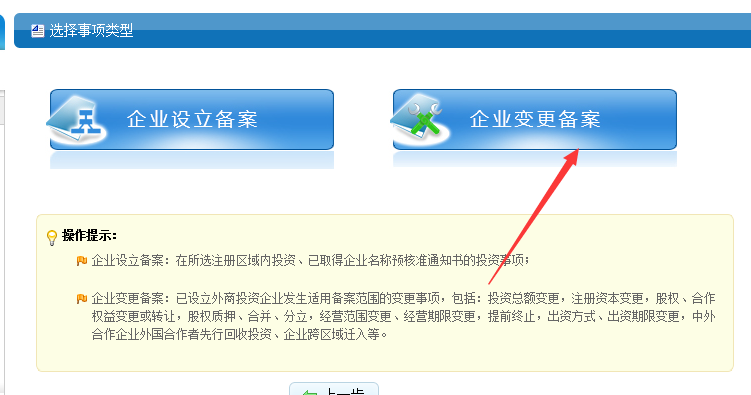 选择事项类型
企业设立备案
企业变更备案
操作提示：
企业设立备案：在所选注册区域内投资、已取得企业名称预核准通知书的投资事项；
企业变更备案：已设立外商投资企业发生适用备案范围的变更事项，包括：投资总额变更，注册资本变更，股权、合作
权益变更或转让，股权质押、合并、分立，经营范围变更、经营期限变更，提前终止，出资方式、出资期限变更，中外
合作企业外国合作者先行回收投资、企业跨区域迁入等。
上一步